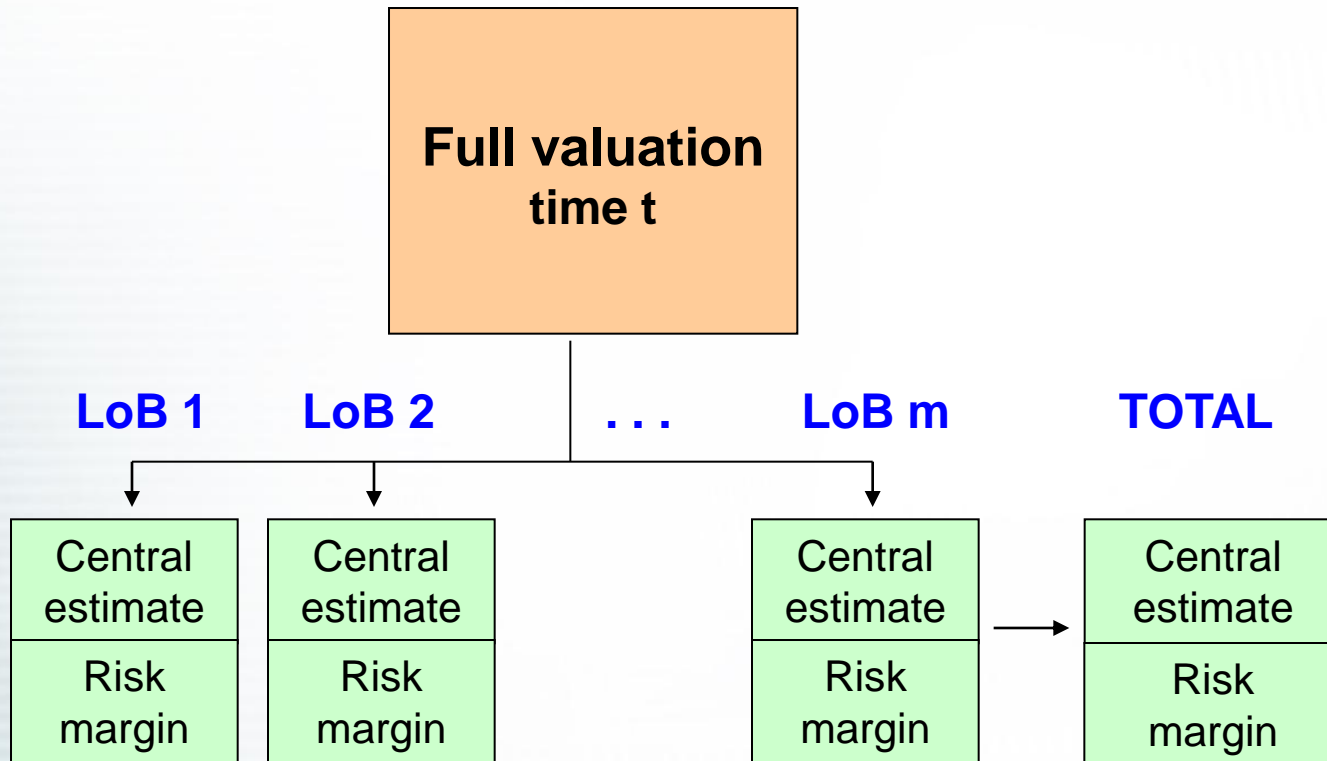 Full valuation
time t
LoB 1 LoB 2 . . . LoB m TOTAL
Central
estimate
Risk
margin
Central
estimate
Risk
margin
Central
estimate
Risk
margin
Central
estimate
Risk
margin